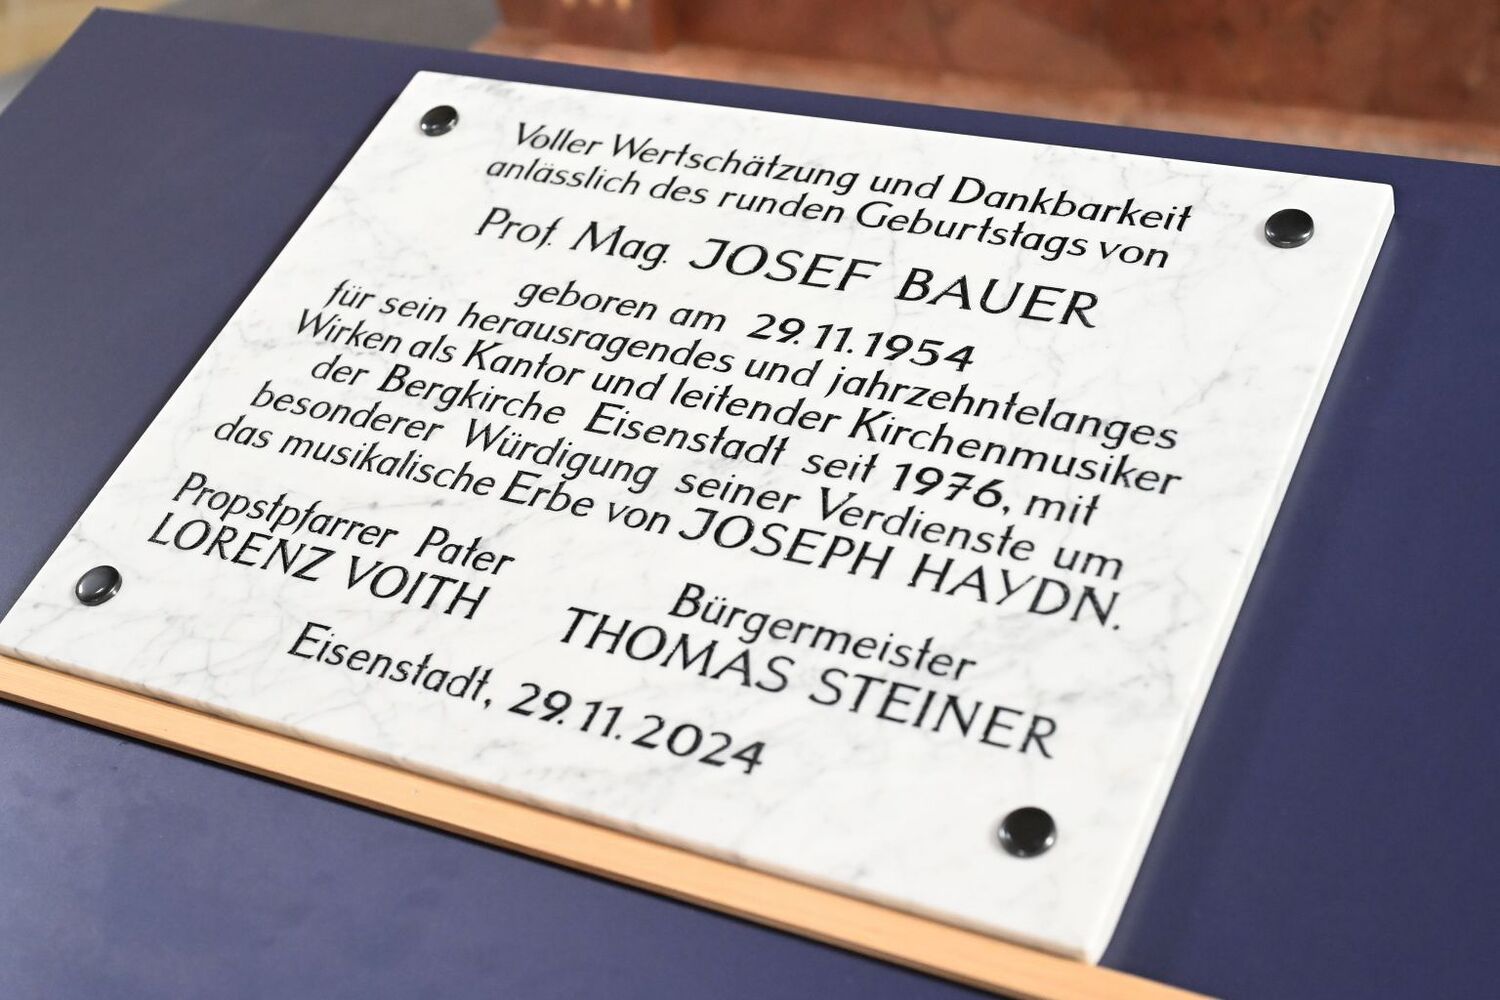 Voller Wertschätzung und Dankbarkeit
anlässlich des runden Geburtstags von
Prof. Mag. JOSEF BAUER
geboren am 29.11.1954
für sein herausragendes und jahrzehntelanges
Wirken als Kantor und leitender Kirchenmusiker
der Bergkirche Eisenstadt seit 1976, mit
besonderer Würdigung seiner Verdienste um
das musikalische Erbe von JOSEPH HAYDN.
Propstpfarrer Pater
LORENZ VOITH
Bürgermeister
THOMAS STEINER
Eisenstadt, 29.11.2024